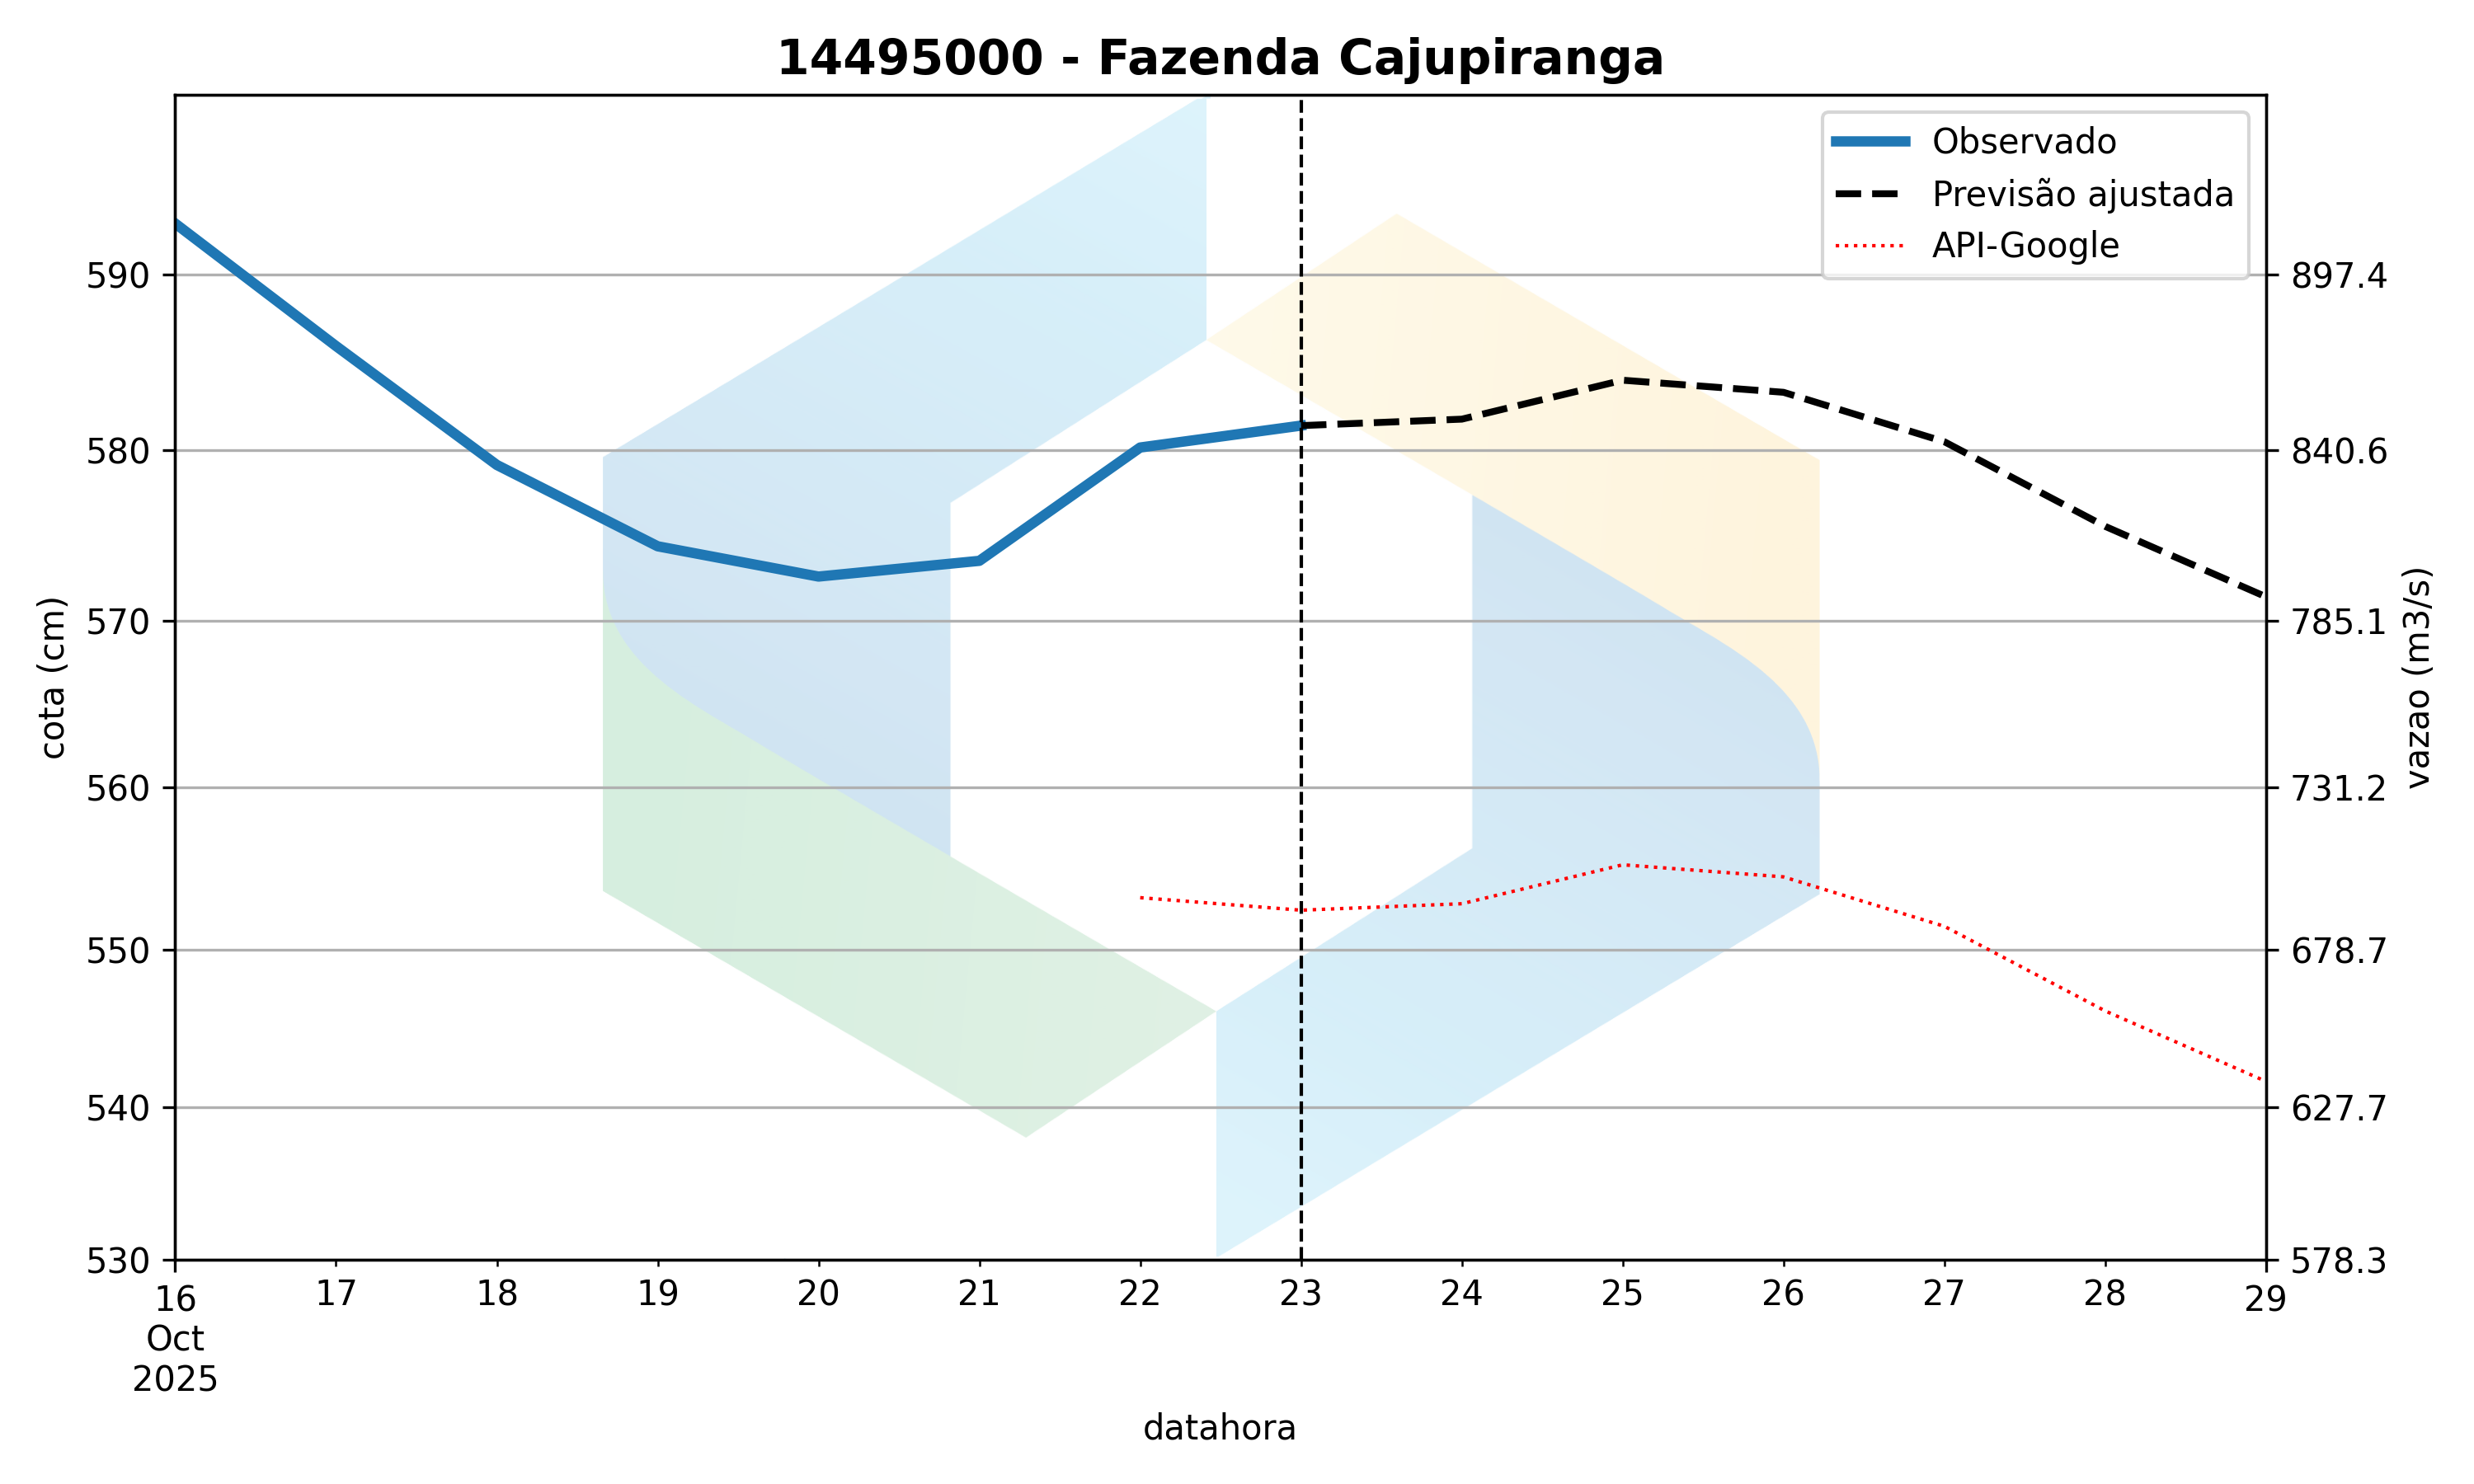 14495000 - Fazenda Cajupiranga
Observado
Previsão ajustada
API-Google
590
580
570
560
550
540
530
cota (cm)
897.4
840.6
785.1
731.2
678.7
627.7
578.3
vazao (m3/s)
16 17 18 19 20 21 22 23 24 25 26 27 28 29
Oct
2025
datahora